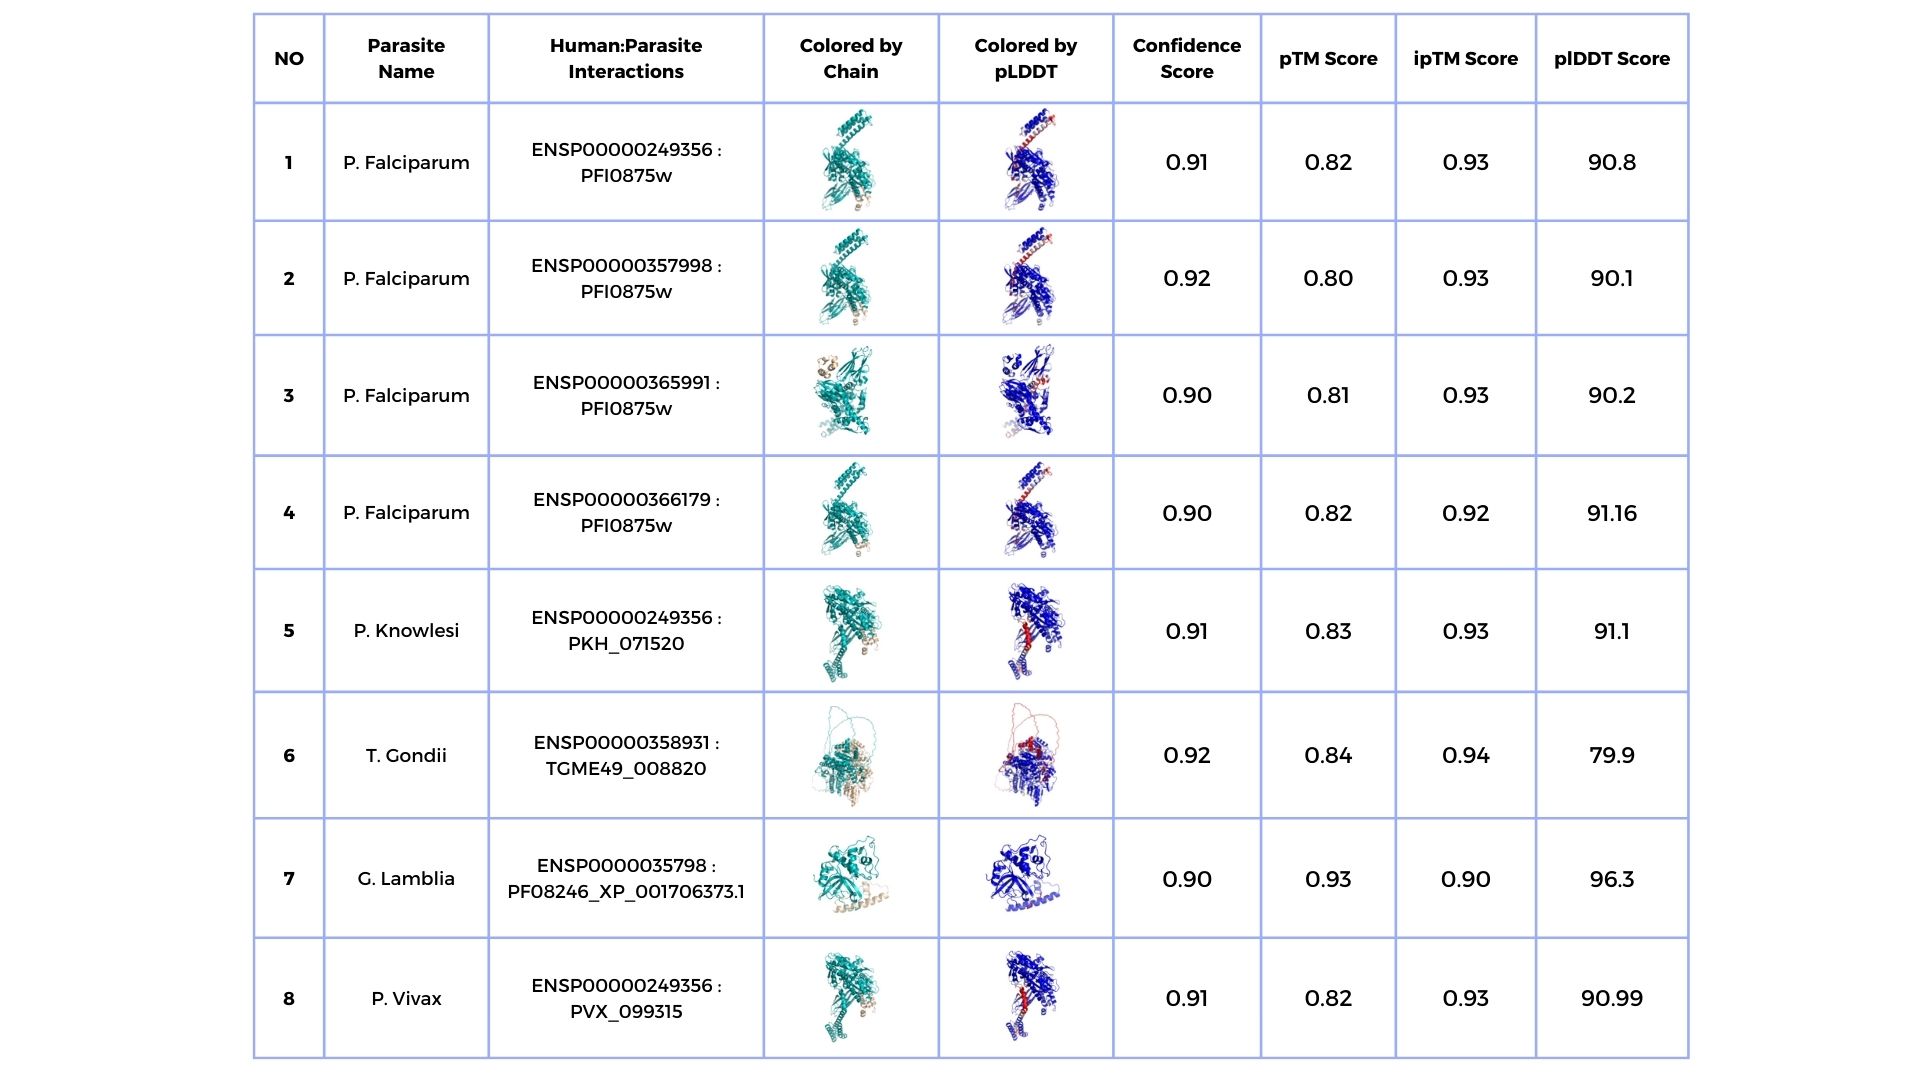 NO
Parasite
Name
Human:Parasite
Interactions
Colored by
Chain
Colored by
pLDDT
Confidence
Score
pTM Score
ipTM Score
plDDT Score
1
P. Falciparum
ENSP00000249356 :
PFI0875w
0.91
0.82
0.93
90.8
2
P. Falciparum
ENSP00000357998 :
PFI0875w
0.92
0.80
0.93
90.1
3
P. Falciparum
ENSP00000365991 :
PFI0875w
0.90
0.81
0.93
90.2
4
P. Falciparum
ENSP00000366179 :
PFI0875w
0.90
0.82
0.92
91.16
5
P. Knowlesi
ENSP00000249356 :
PKH_071520
0.91
0.83
0.93
91.1
6
T. Gondii
ENSP00000358931 :
TGME49_008820
0.92
0.84
0.94
79.9
7
G. Lamblia
ENSP0000035798 :
PF08246_XP_001706373.1
0.90
0.93
0.90
96.3
8
P. Vivax
ENSP00000249356 :
PVX_099315
0.91
0.82
0.93
90.99